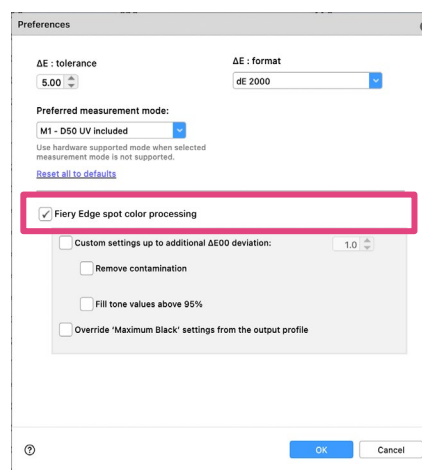 Preferences
ΔE : tolerance
ΔE : format
5.00
dE 2000
Preferred measurement mode:
M1 - D50 UV included
Use hardware supported mode when selected
measurement mode is not supported.
Reset all to defaults
Fiery Edge spot color processing
Custom settings up to additional ΔE00 deviation:
1.0
Remove contamination
Fill tone values above 95%
Override ‘Maximum Black’ settings from the output profile
?
OK
Cancel